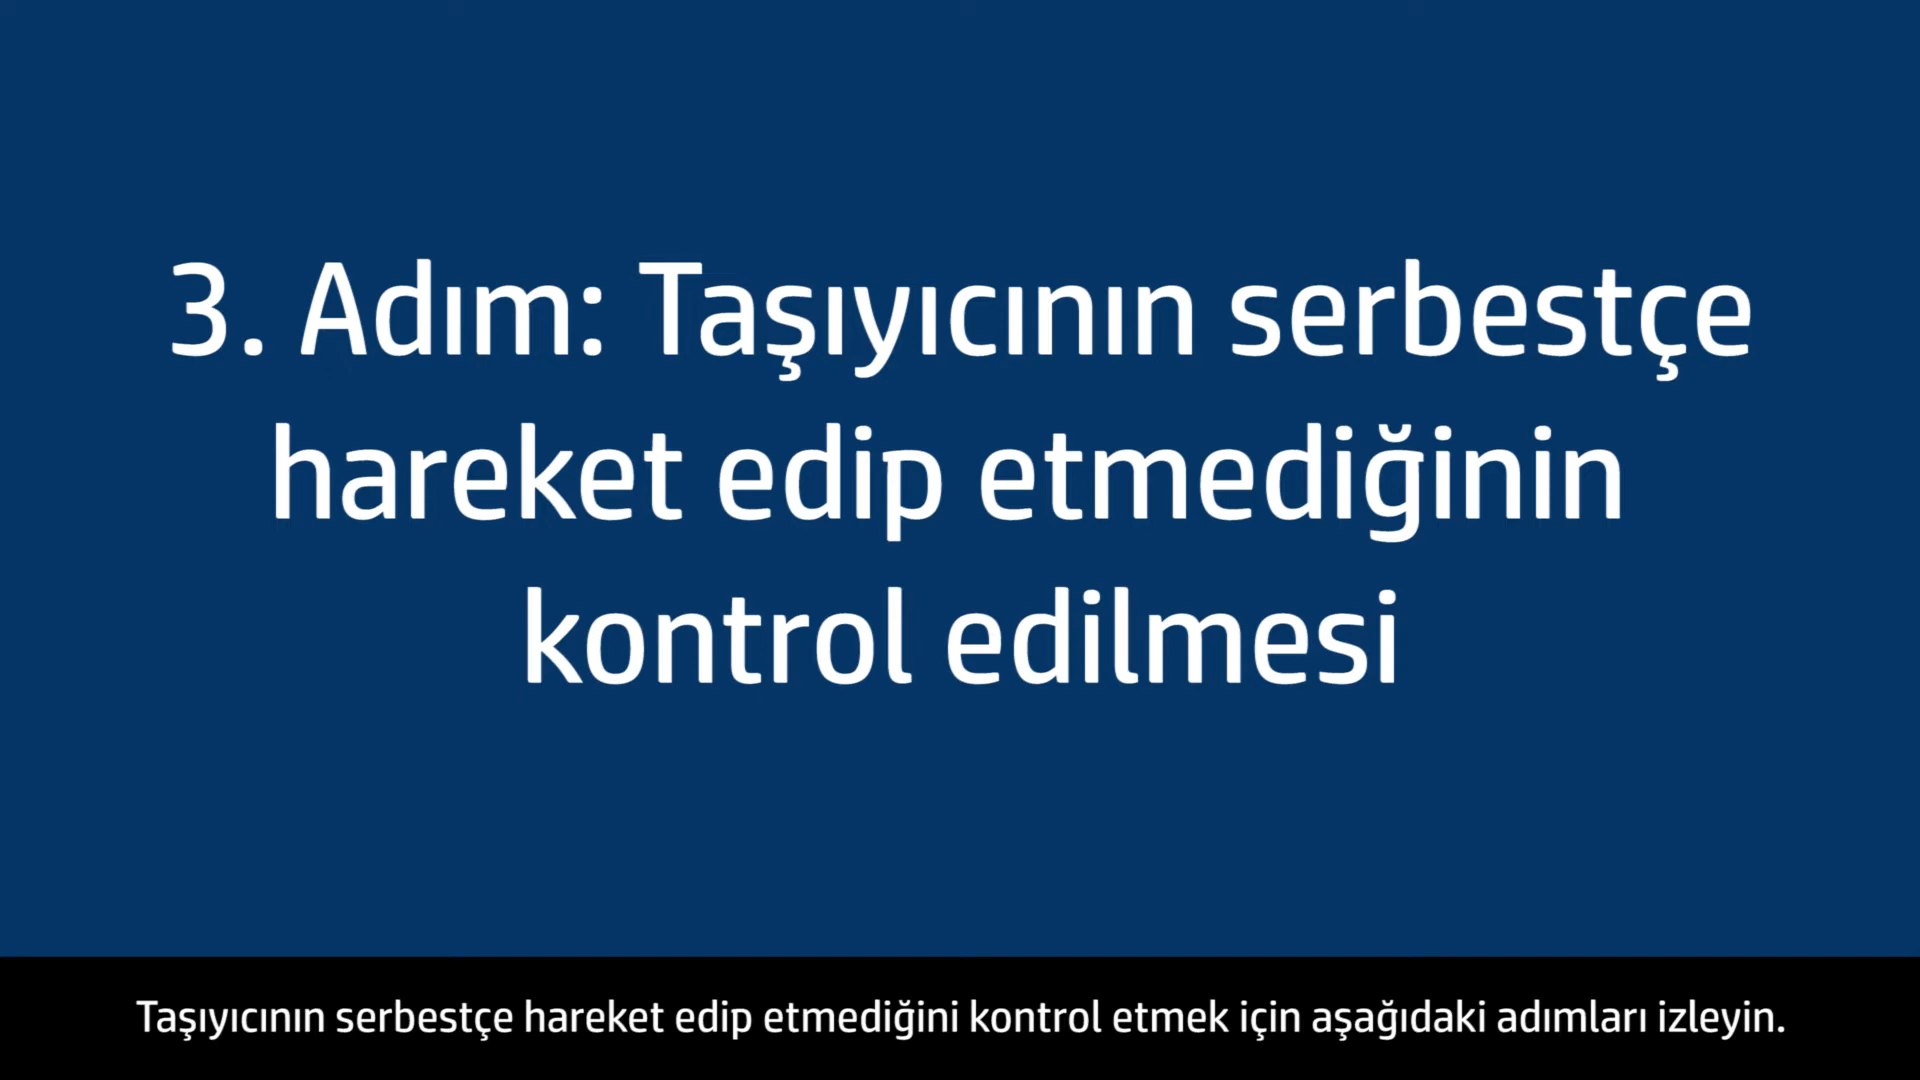 3. Adım: Taşıyıcının serbestçe
hareket edip etmediğinin
kontrol edilmesi
Taşıyıcının serbestçe hareket edip etmediğini kontrol etmek için aşağıdaki adımları izleyin.